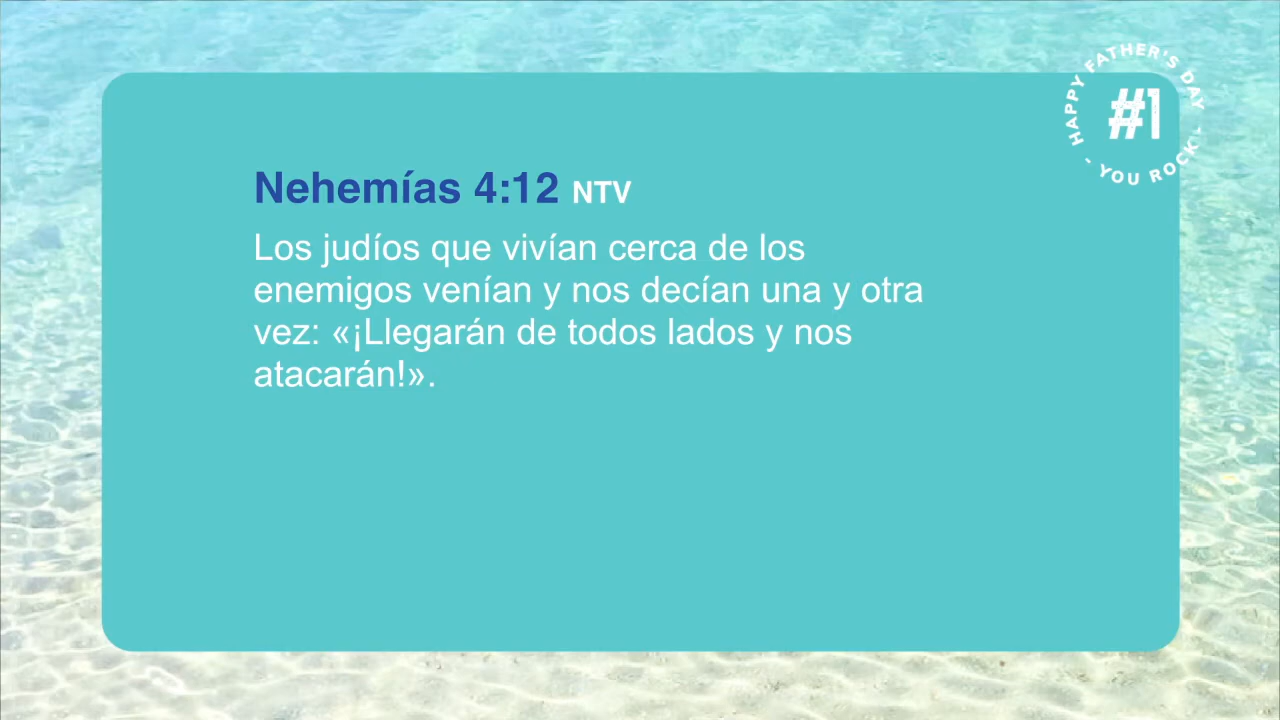 HAPPY FATHER'S DAY
#1
- YOU ROCK -
Nehemías 4:12 NTV
Los judíos que vivían cerca de los
enemigos venían y nos decían una y otra
vez: «¡Llegarán de todos lados y nos
atacarán!».